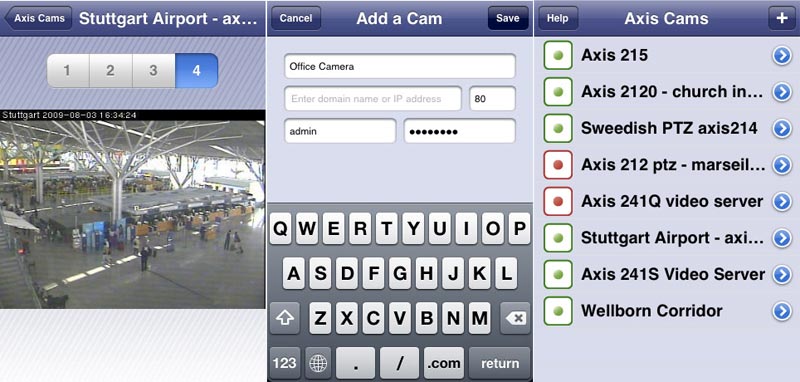 Axis Cams
Stuttgart Airport - ax...
1 2 3 4
Stuttgart 2009-08-03 16:34:24
Cancel
Add a Cam
Save
Office Camera
Enter domain name or IP address
80
admin
••••••••
Q W E R T Y U I O P
A S D F G H J K L
Z X C V B N M
123 . / .com return
Help
Axis Cams
+
Axis 215
Axis 2120 - church in...
Sweedish PTZ axis214
Axis 212 ptz - marseil...
Axis 241Q video server
Stuttgart Airport - axi...
Axis 241S Video Server
Wellborn Corridor